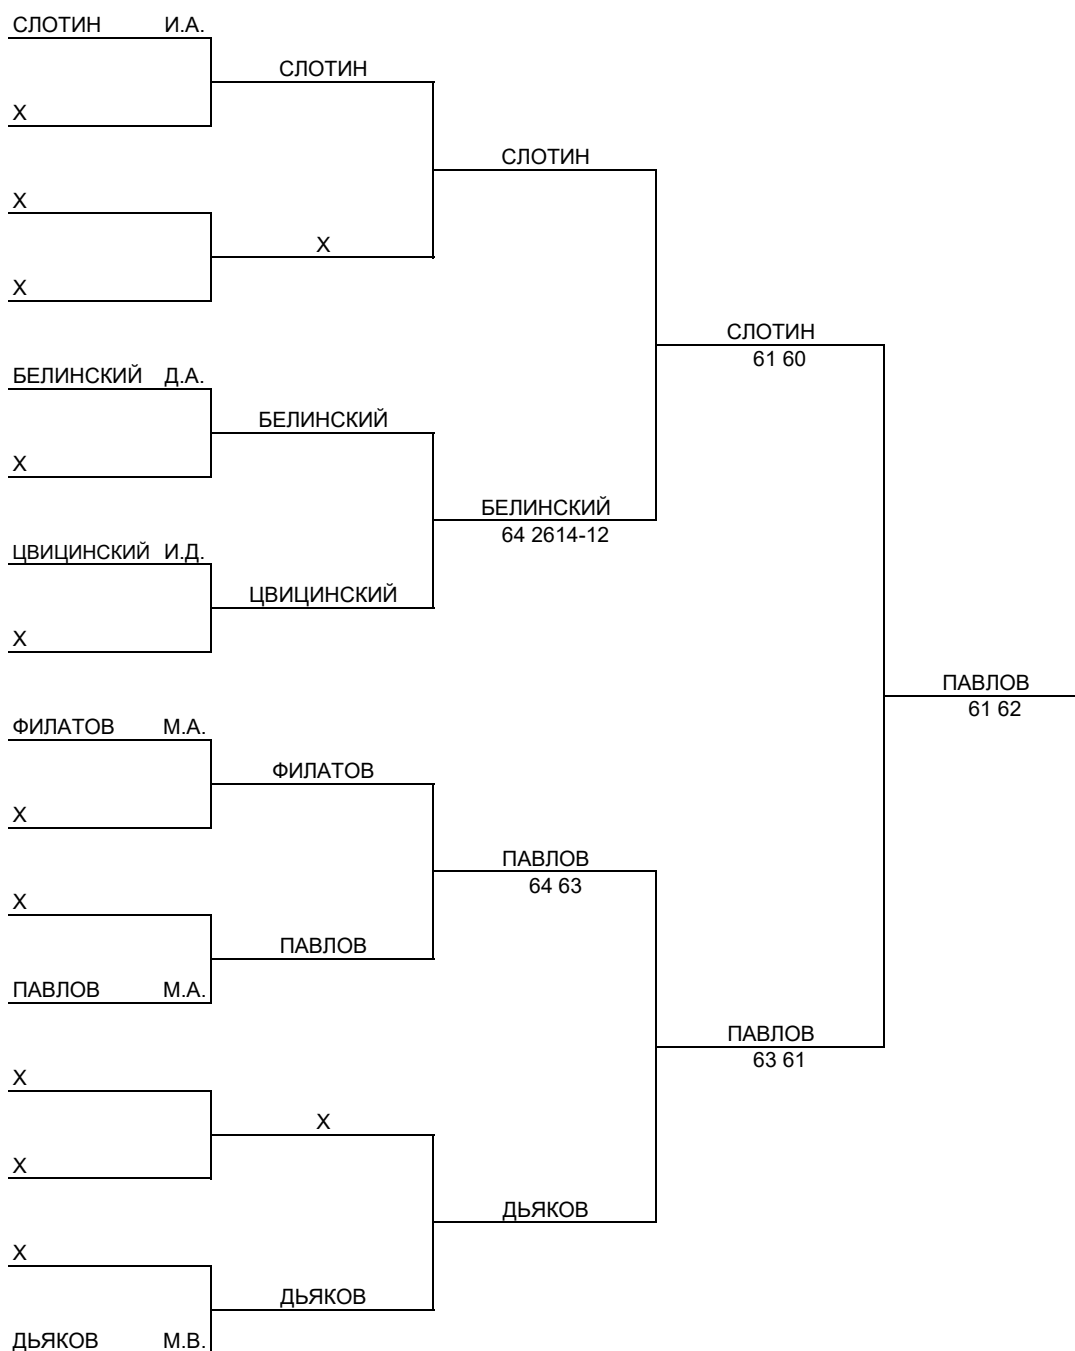 СЛОТИН И.А.
СЛОТИН
X
СЛОТИН
X
X
X
СЛОТИН
61 60
БЕЛИНСКИЙ Д.А.
БЕЛИНСКИЙ
X
БЕЛИНСКИЙ
64 2614-12
ЦВИЦИНСКИЙ И.Д.
ЦВИЦИНСКИЙ
X
ПАВЛОВ
61 62
ФИЛАТОВ М.А.
ФИЛАТОВ
X
ПАВЛОВ
64 63
X
ПАВЛОВ
ПАВЛОВ М.А.
ПАВЛОВ
63 61
X
X
X
ДЬЯКОВ
X
ДЬЯКОВ
ДЬЯКОВ М.В.